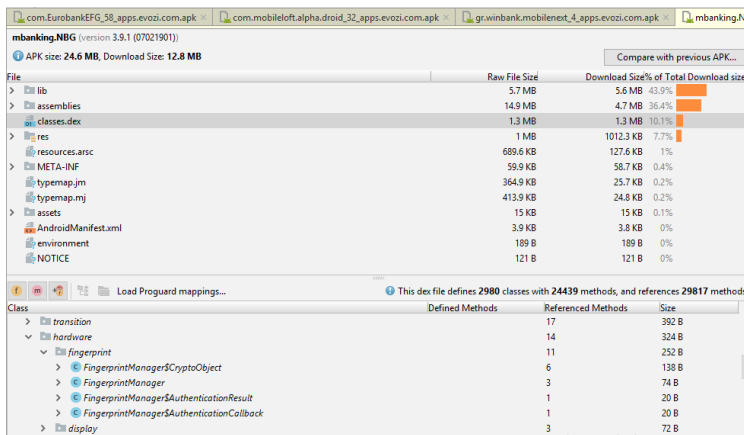 com.EurobankEFG_58_apps.evozi.com.apk com.mobileloft.alpha.droid_32_apps.evozi.com.apk gr.winbank.mobilenext_4_apps.evozi.com.apk mbanking.N
mbanking.NBG (version 3.9.1 (07021901))
APK size: 24.6 MB, Download Size: 12.8 MB Compare with previous APK...
File Raw File Size Download Size % of Total Download size
lib 5.7 MB 5.6 MB 43.9%
assemblies 14.9 MB 4.7 MB 36.4%
classes.dex 1.3 MB 1.3 MB 10.1%
res 1 MB 1012.3 KB 7.7%
resources.arsc 689.6 KB 127.6 KB 1%
META-INF 59.9 KB 58.7 KB 0.4%
typemap.jm 364.9 KB 25.7 KB 0.2%
typemap.mj 413.9 KB 24.8 KB 0.2%
assets 15 KB 15 KB 0.1%
AndroidManifest.xml 3.9 KB 3.8 KB 0%
environment 189 B 189 B 0%
NOTICE 121 B 121 B 0%
f m Load Proguard mappings... This dex file defines 2980 classes with 24439 methods, and references 29817 methods
Class Defined Methods Referenced Methods Size
transition 17 392 B
hardware 14 324 B
fingerprint 11 252 B
FingerprintManager$CryptoObject 6 138 B
FingerprintManager 3 74 B
FingerprintManager$AuthenticationResult 1 20 B
FingerprintManager$AuthenticationCallback 1 20 B
display 3 72 B